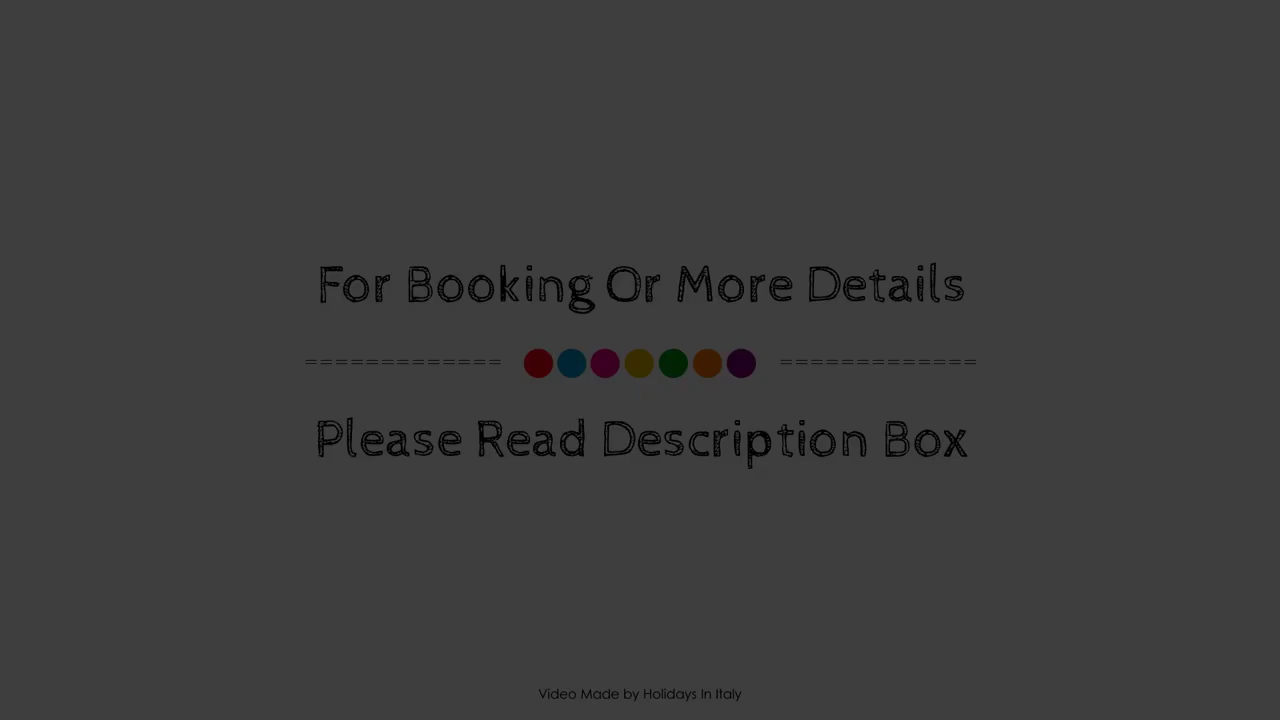 For Booking Or More Details
============= =============
Please Read Description Box
Video Made by Holidays In Italy